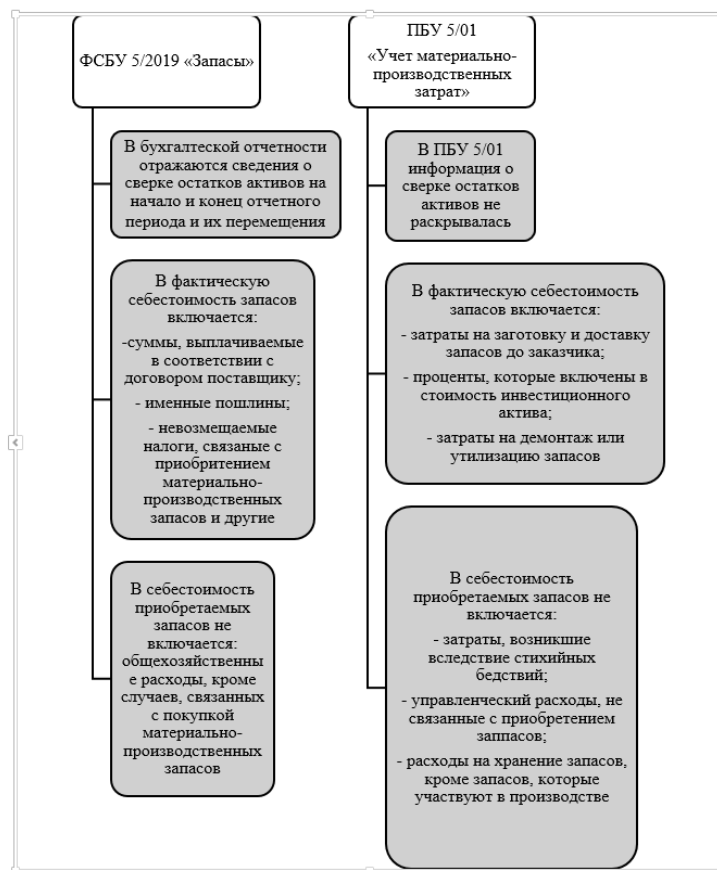 ФСБУ 5/2019 «Запасы»
В бухгалтеской отчетности
отражаются сведения о
сверке остатков активов на
начало и конец отчетного
периода и их перемещения
В фактическую
себестоимость запасов
включается:
-суммы, выплачиваемые
в соответствии с
договором поставщику;
- именные пошлины;
- невозмещаемые
налоги, связаные с
приобритением
материально-
производственных
запасов и другие
В себестоимость
приобретаемых
запасов не
включается:
общехозяйственны
е расходы, кроме
случаев, связанных
с покупкой
материально-
производственных
запасов
ПБУ 5/01
«Учет материально-
производственных
затрат»
В ПБУ 5/01
информация о
сверке остатков
активов не
раскрывалась
В фактическую себестоимость
запасов включается:
- затраты на заготовку и доставку
запасов до заказчика;
- проценты, которые включены в
стоимость инвестиционного
актива;
- затраты на демонтаж или
утилизацию запасов
В себестоимость
приобретаемых запасов не
включается:
- затраты, возникшие
вследствие стихийных
бедствий;
- управленческий расходы, не
связанные с приобретением
заппасов;
- расходы на хранение запасов,
кроме запасов, которые
участвуют в производстве